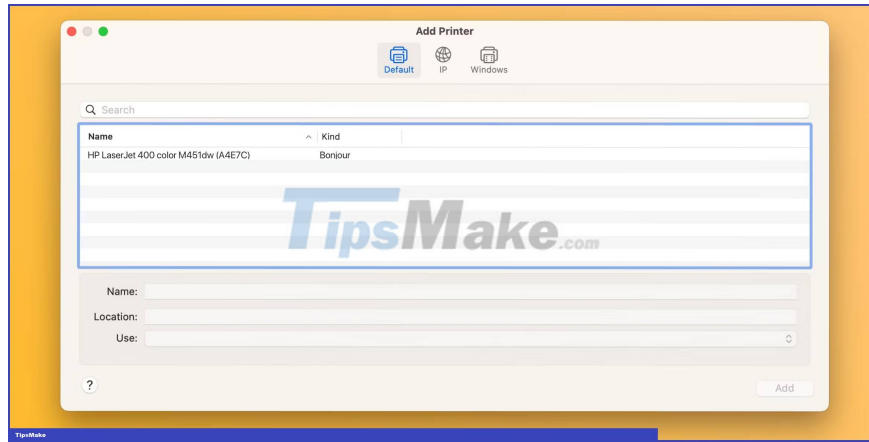 Add Printer
Default IP Windows
Search
Name Kind
HP LaserJet 400 color M451dw (A4E7C) Bonjour
TipsMake.com
Name:
Location:
Use:
? Add
TipsMake